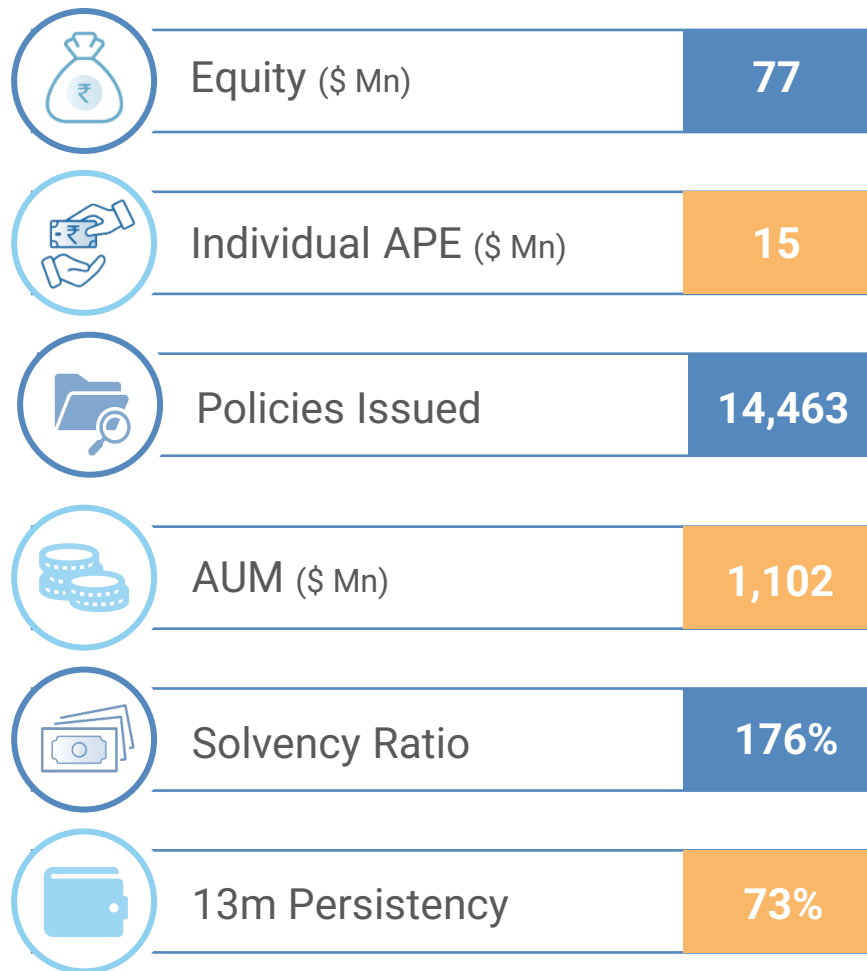 ₹
Equity ($ Mn) 77
₹
Individual APE ($ Mn) 15
Policies Issued 14,463
AUM ($ Mn) 1,102
Solvency Ratio 176%
13m Persistency 73%